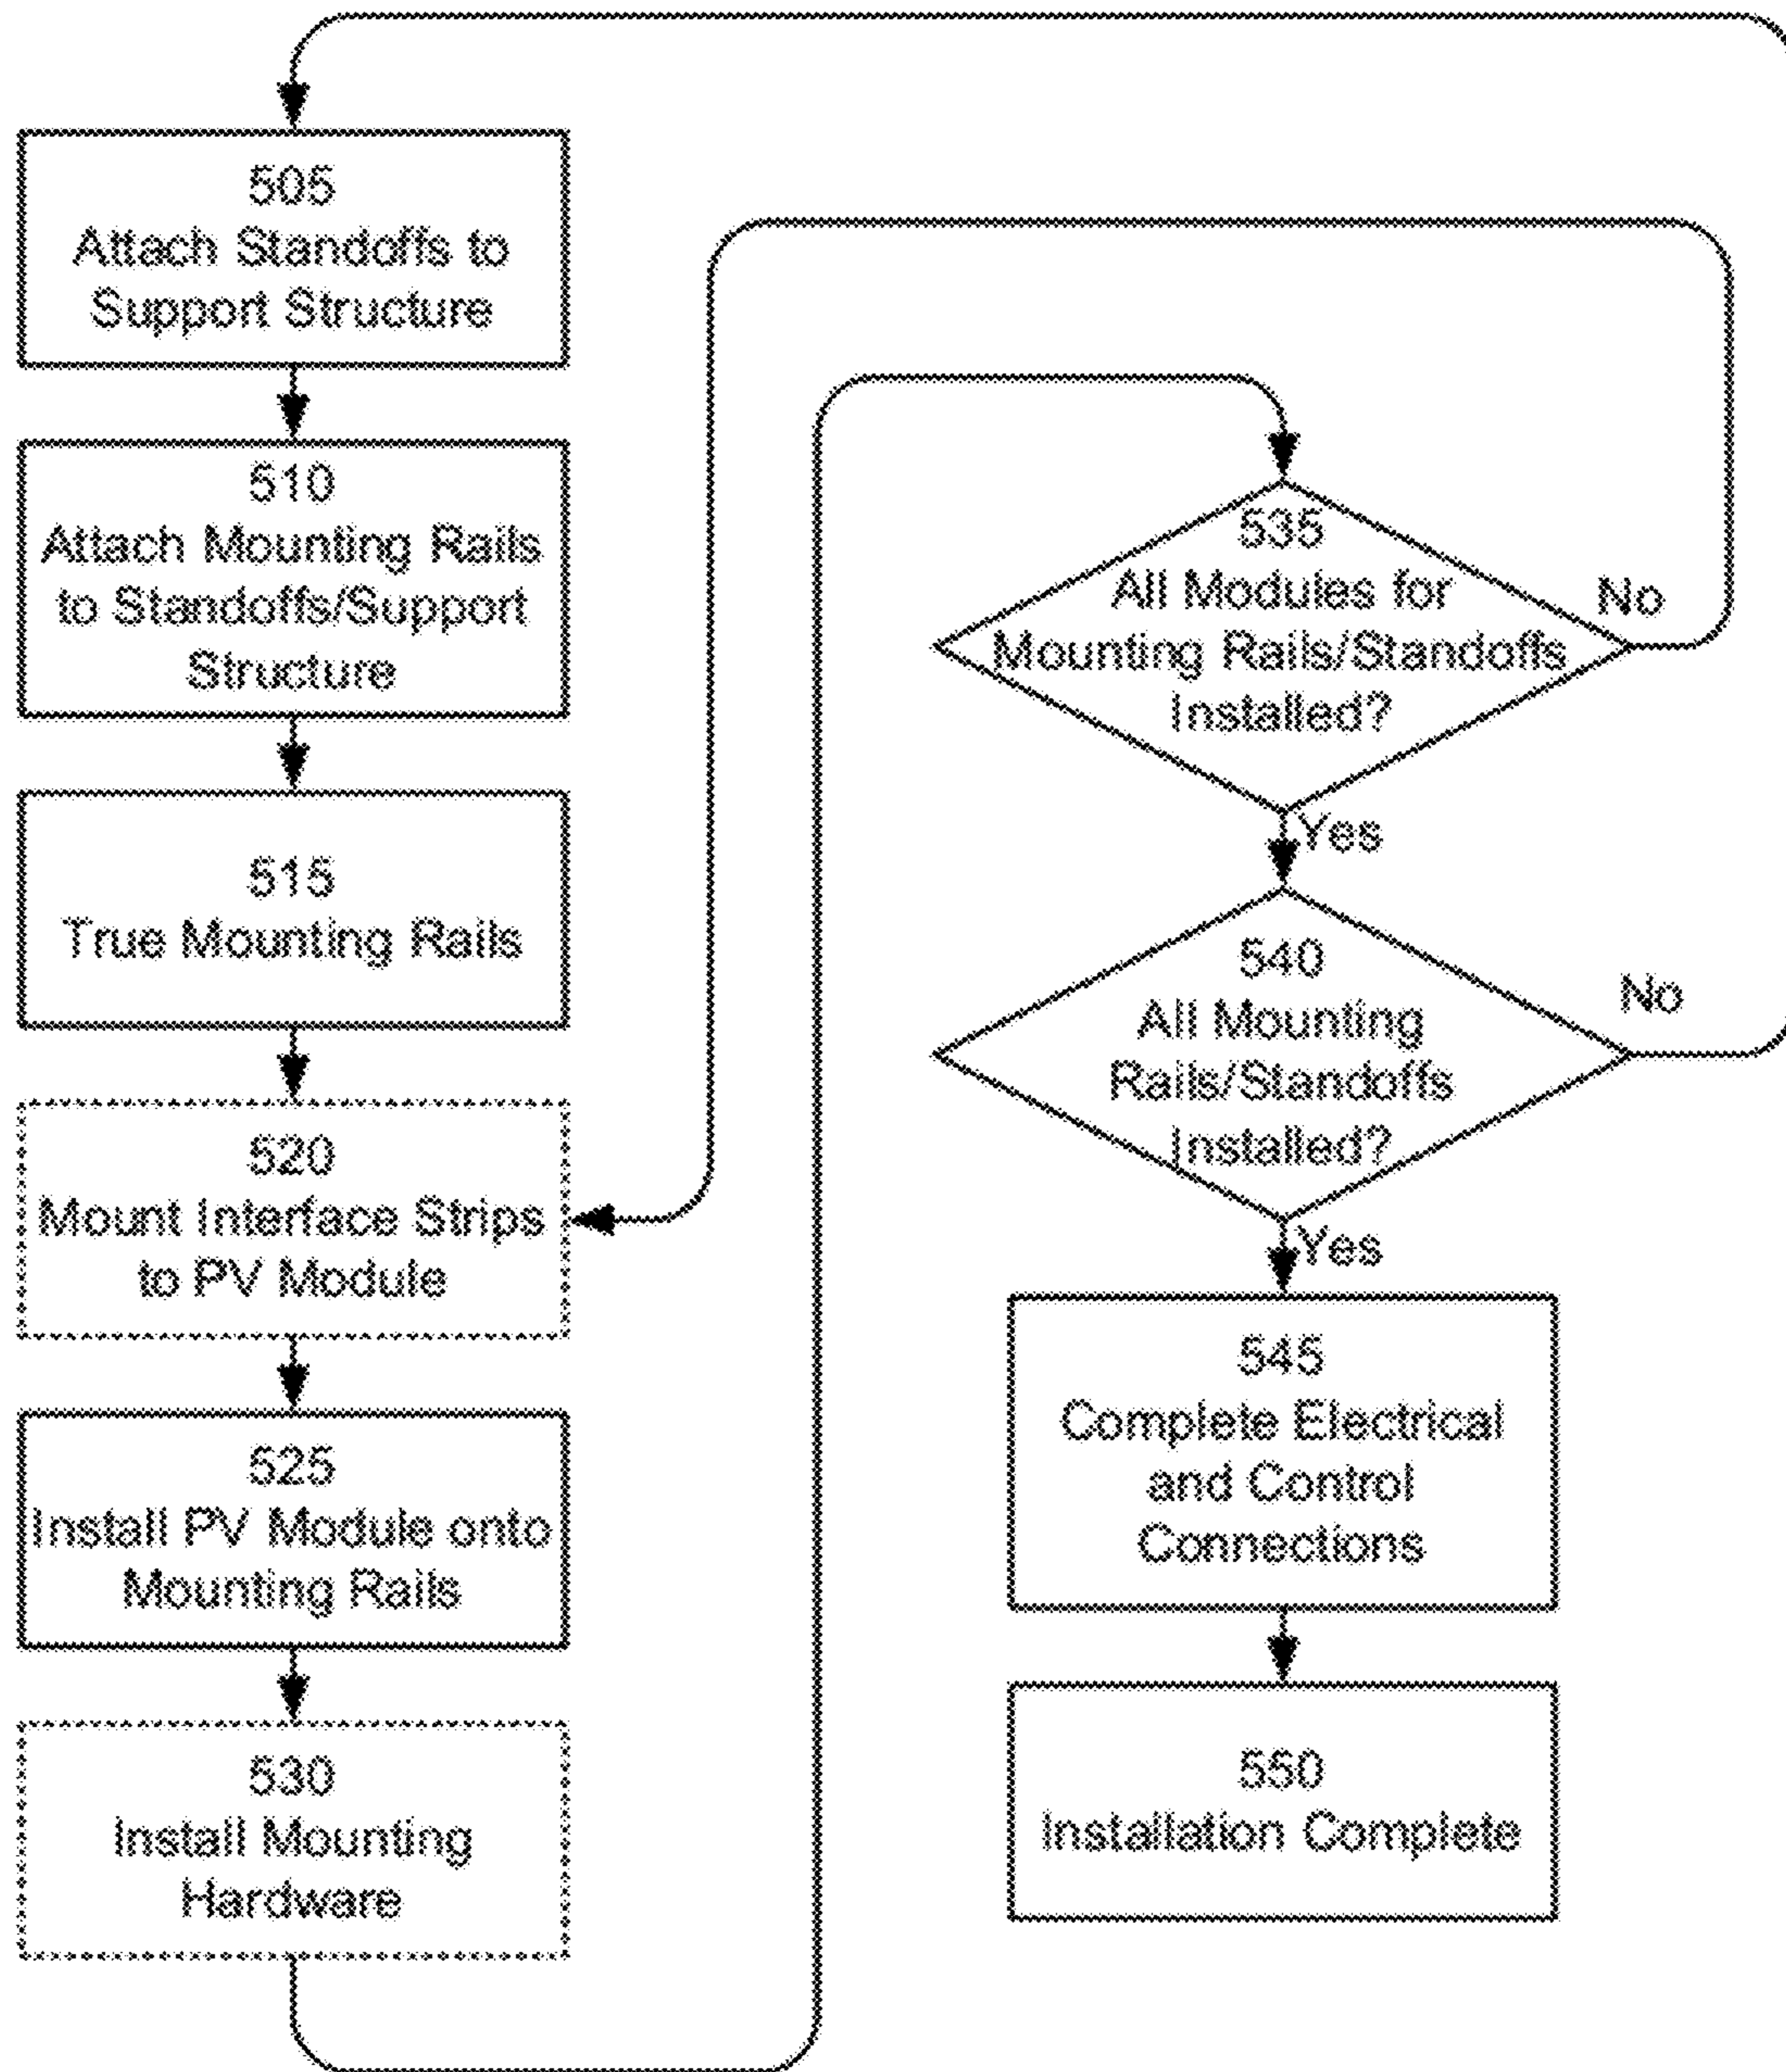 505
Attach Standoffs to
Support Structure
510
Attach Mounting Rails
to Standoffs/Support
Structure
515
True Mounting Rails
520
Mount Interface Strips
to PV Module
525
Install PV Module onto
Mounting Rails
530
Install Mounting
Hardware
535
All Modules for
Mounting Rails/Standoffs
Installed?
No
Yes
540
All Mounting
Rails/Standoffs
Installed?
No
Yes
545
Complete Electrical
and Control
Connections
550
Installation Complete